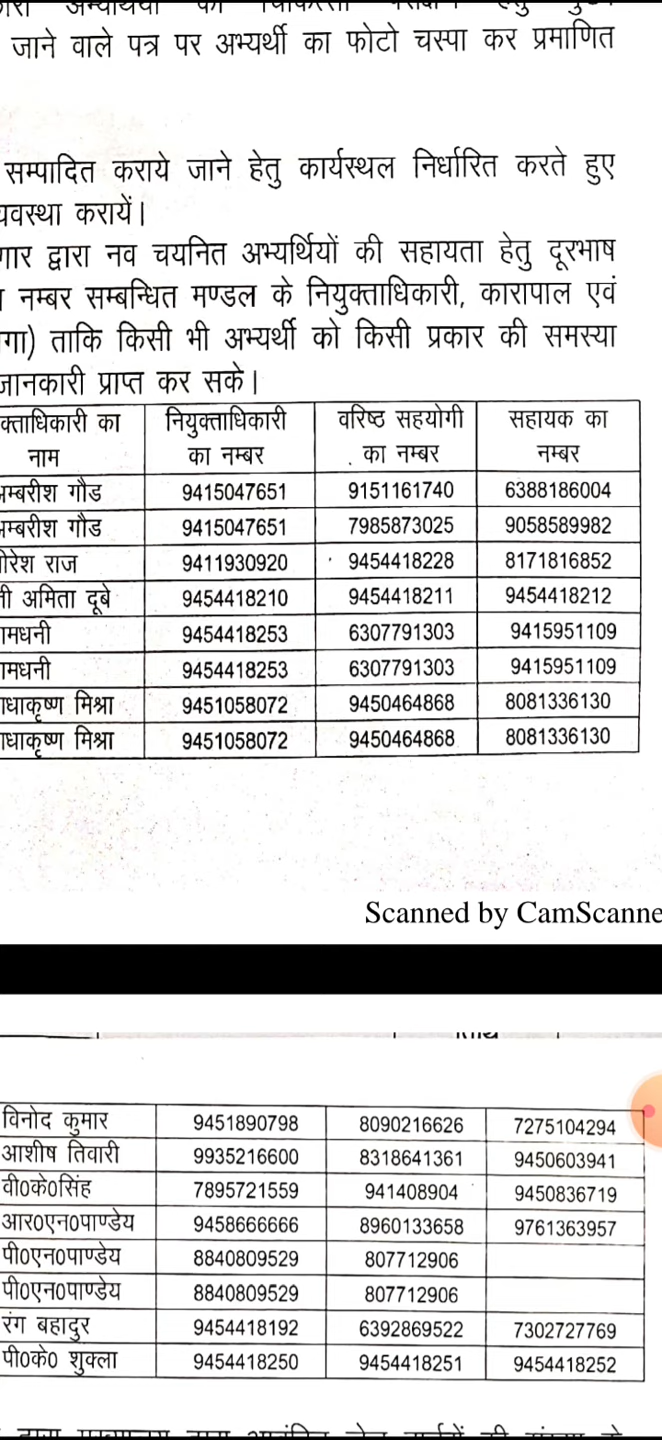 जाने वाले पत्र पर अभ्यर्थी का फोटो चस्पा कर प्रमाणित
सम्पादित कराये जाने हेतु कार्यस्थल निर्धारित करते हुए
व्यवस्था करायें।
द्वारा नव चयनित अभ्यर्थियों की सहायता हेतु दूरभाष
नम्बर सम्बन्धित मण्डल के नियुक्ताधिकारी, कारापाल एवं
ताकि किसी भी अभ्यर्थी को किसी प्रकार की समस्या
जानकारी प्राप्त कर सके।
क्ताधिकारी का नाम नियुक्ताधिकारी का नम्बर वरिष्ठ सहयोगी का नम्बर सहायक का नम्बर
म्बरीश गौड 9415047651 9151161740 6388186004
म्बरीश गौड 9415047651 7985873025 9058589982
रेश राज 9411930920 9454418228 8171816852
अमिता दूबे 9454418210 9454418211 9454418212
मधनी 9454418253 6307791303 9415951109
मधनी 9454418253 6307791303 9415951109
धाकृष्ण मिश्रा 9451058072 9450464868 8081336130
धाकृष्ण मिश्रा 9451058072 9450464868 8081336130
Scanned by CamScanne
विनोद कुमार 9451890798 8090216626 7275104294
आशीष तिवारी 9935216600 8318641361 9450603941
वी0के0सिंह 7895721559 941408904 9450836719
आर0एन0पाण्डेय 9458666666 8960133658 9761363957
पी0एन0पाण्डेय 8840809529 807712906
पी0एन0पाण्डेय 8840809529 807712906
रंग बहादुर 9454418192 6392869522 7302727769
पी0के0 शुक्ला 9454418250 9454418251 9454418252